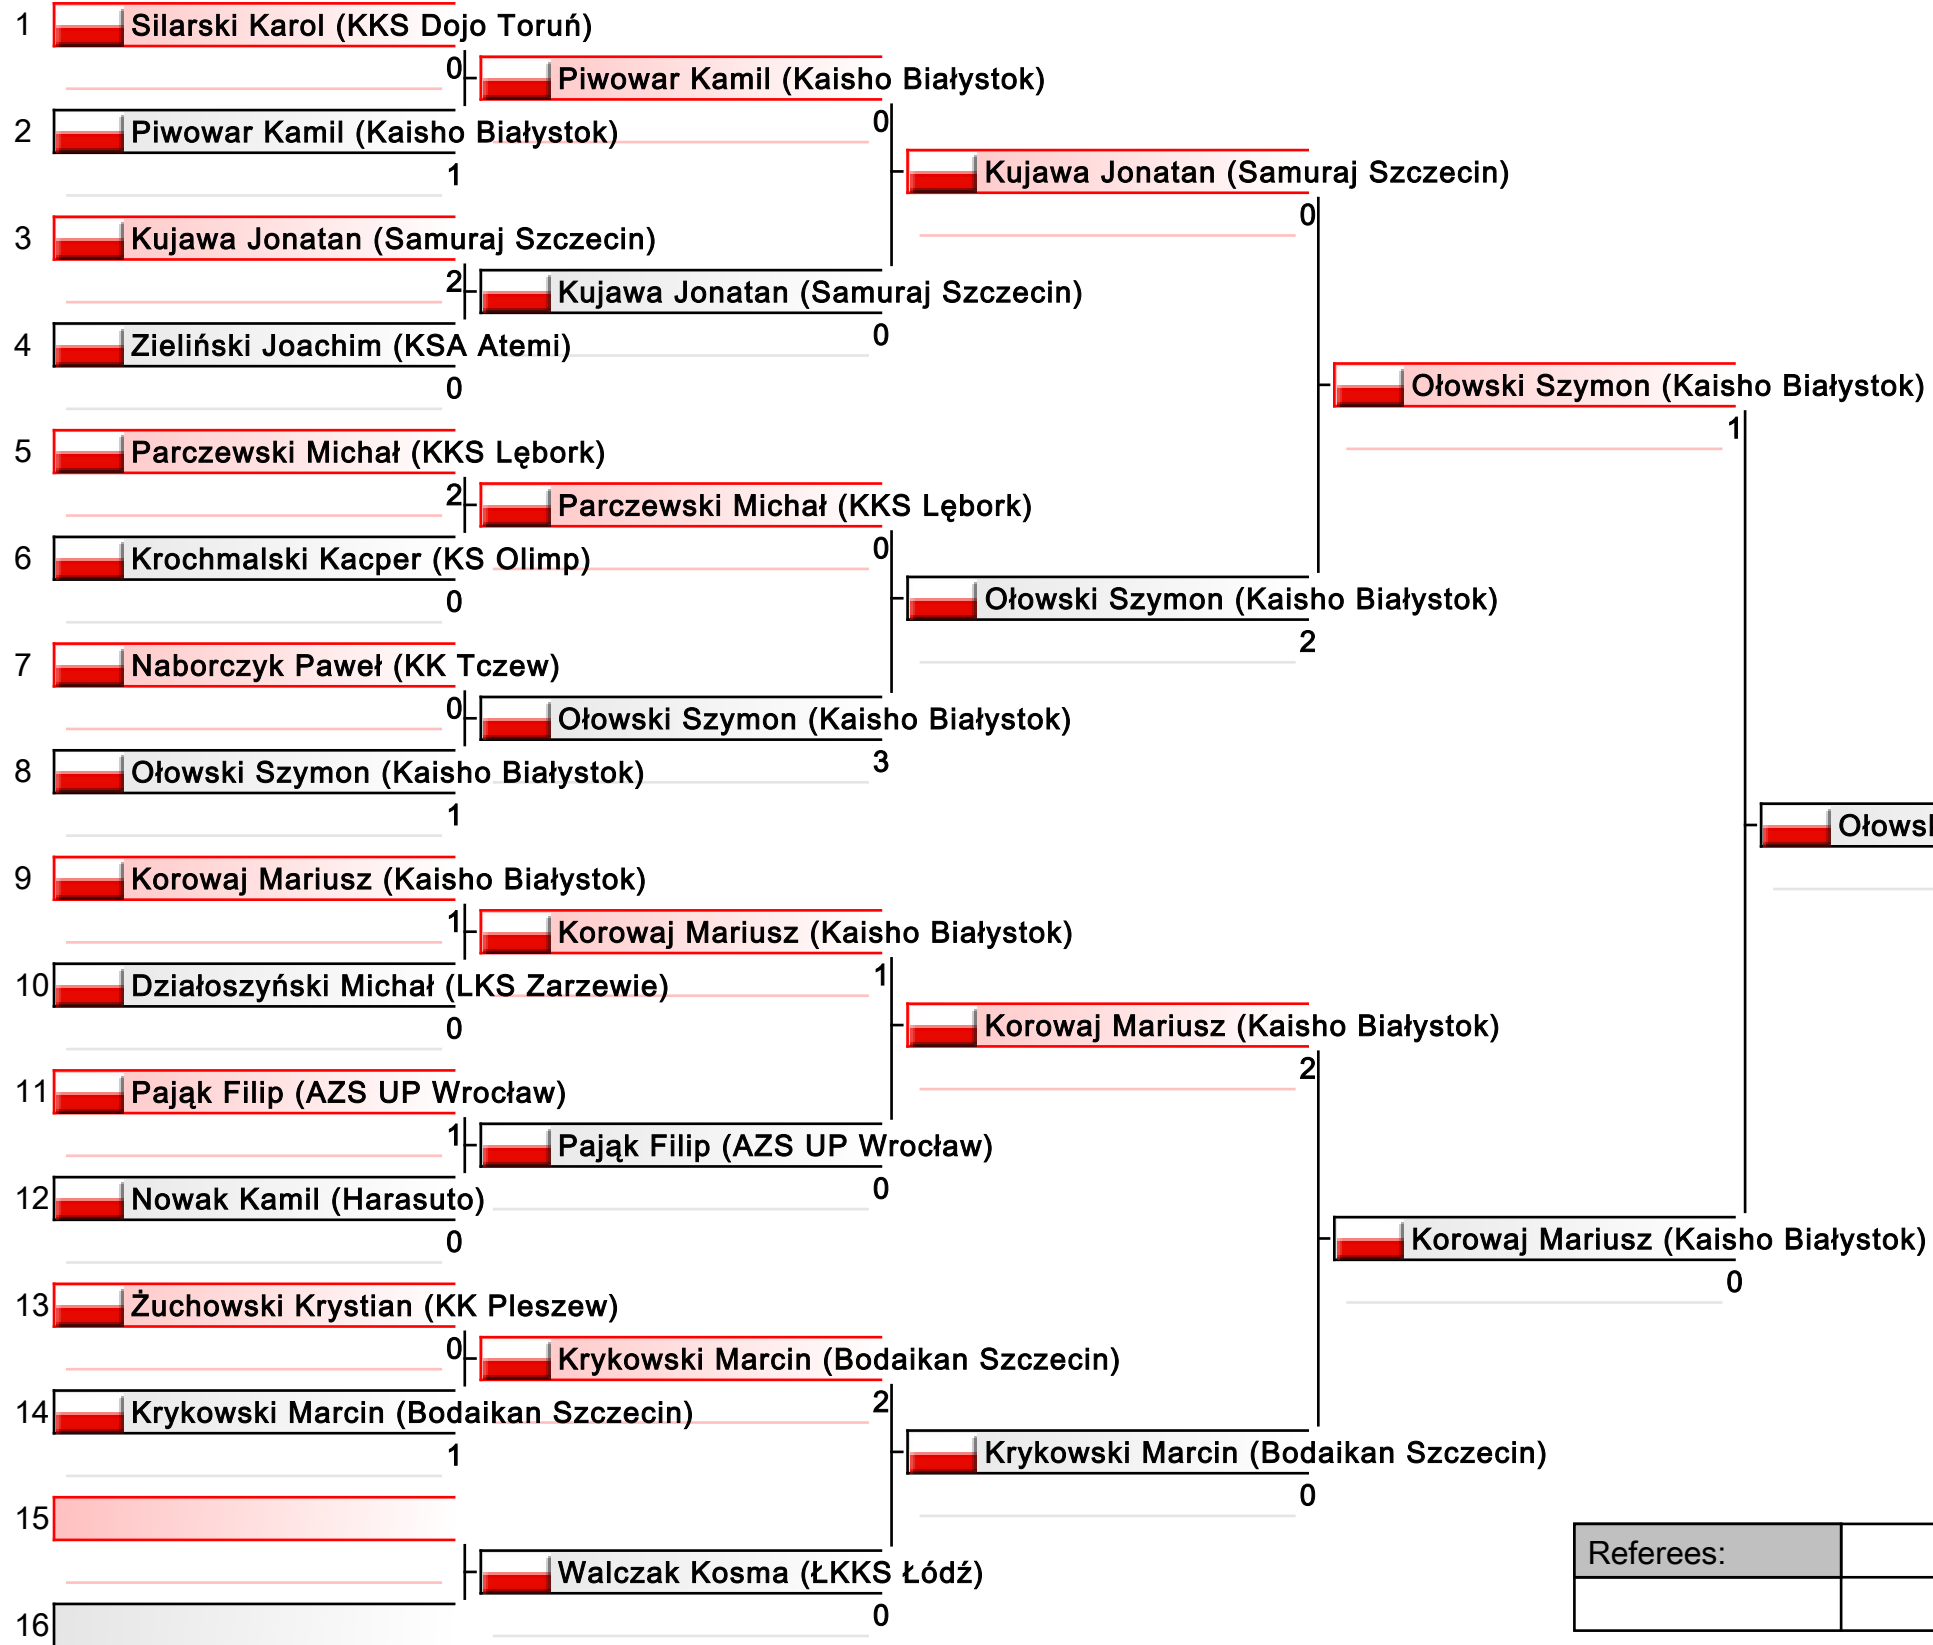 1 Silarski Karol (KKS Dojo Toruń)
0
Piwowar Kamil (Kaisho Białystok)
0
2 Piwowar Kamil (Kaisho Białystok)
1
Kujawa Jonatan (Samuraj Szczecin)
0
3 Kujawa Jonatan (Samuraj Szczecin)
2
Kujawa Jonatan (Samuraj Szczecin)
0
4 Zieliński Joachim (KSA Atemi)
0
Ołowski Szymon (Kaisho Białystok)
1
5 Parczewski Michał (KKS Lębork)
2
Parczewski Michał (KKS Lębork)
0
6 Krochmalski Kacper (KS Olimp)
0
Ołowski Szymon (Kaisho Białystok)
2
7 Naborczyk Paweł (KK Tczew)
0
Ołowski Szymon (Kaisho Białystok)
3
8 Ołowski Szymon (Kaisho Białystok)
1
9 Korowaj Mariusz (Kaisho Białystok)
1
Korowaj Mariusz (Kaisho Białystok)
1
10 Działoszyński Michał (LKS Zarzewie)
0
Korowaj Mariusz (Kaisho Białystok)
2
11 Pająk Filip (AZS UP Wrocław)
1
Pająk Filip (AZS UP Wrocław)
0
12 Nowak Kamil (Harasuto)
0
Korowaj Mariusz (Kaisho Białystok)
0
13 Żuchowski Krystian (KK Pleszew)
0
Krykowski Marcin (Bodaikan Szczecin)
2
14 Krykowski Marcin (Bodaikan Szczecin)
1
Krykowski Marcin (Bodaikan Szczecin)
0
15
Walczak Kosma (ŁKKS Łódź)
0
16
Referees: